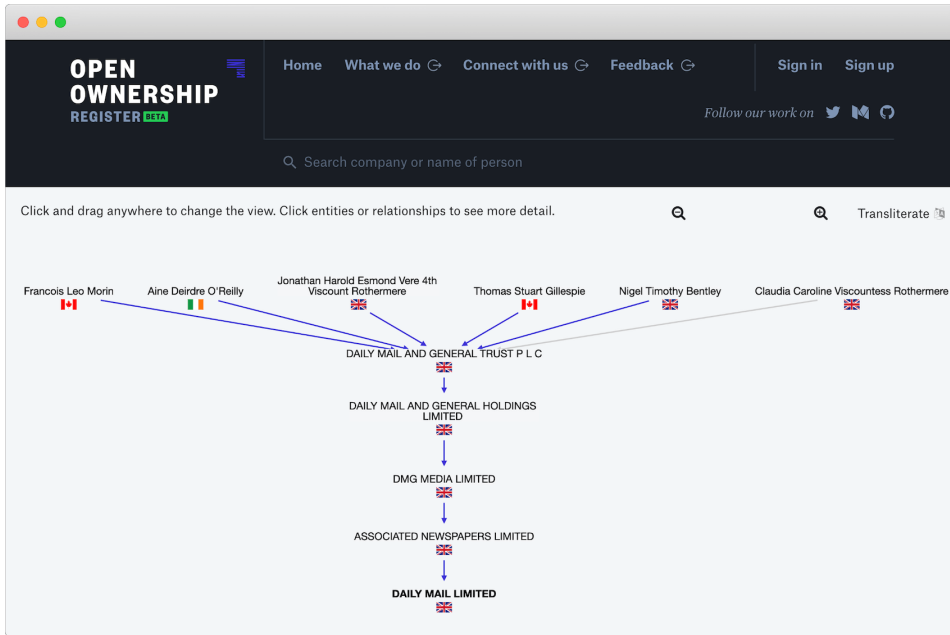 OPEN
OWNERSHIP
REGISTER BETA
Home
What we do
Connect with us
Feedback
Sign in
Sign up
Follow our work on
Search company or name of person
Click and drag anywhere to change the view. Click entities or relationships to see more detail.
Transliterate
Francois Leo Morin
Aine Deirdre O'Reilly
Jonathan Harold Esmond Vere 4th
Viscount Rothermere
Thomas Stuart Gillespie
Nigel Timothy Bentley
Claudia Caroline Viscountess Rothermere
DAILY MAIL AND GENERAL TRUST P L C
DAILY MAIL AND GENERAL HOLDINGS
LIMITED
DMG MEDIA LIMITED
ASSOCIATED NEWSPAPERS LIMITED
DAILY MAIL LIMITED